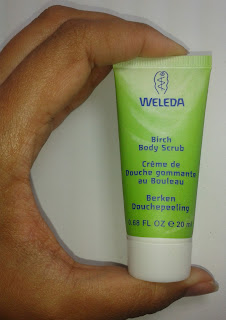 WELEDA
Birch
Body Scrub
Crème de
Douche gommante
au Bouleau
Berken
Douchepeeling
0.68 FL OZ ℮ 20 ml